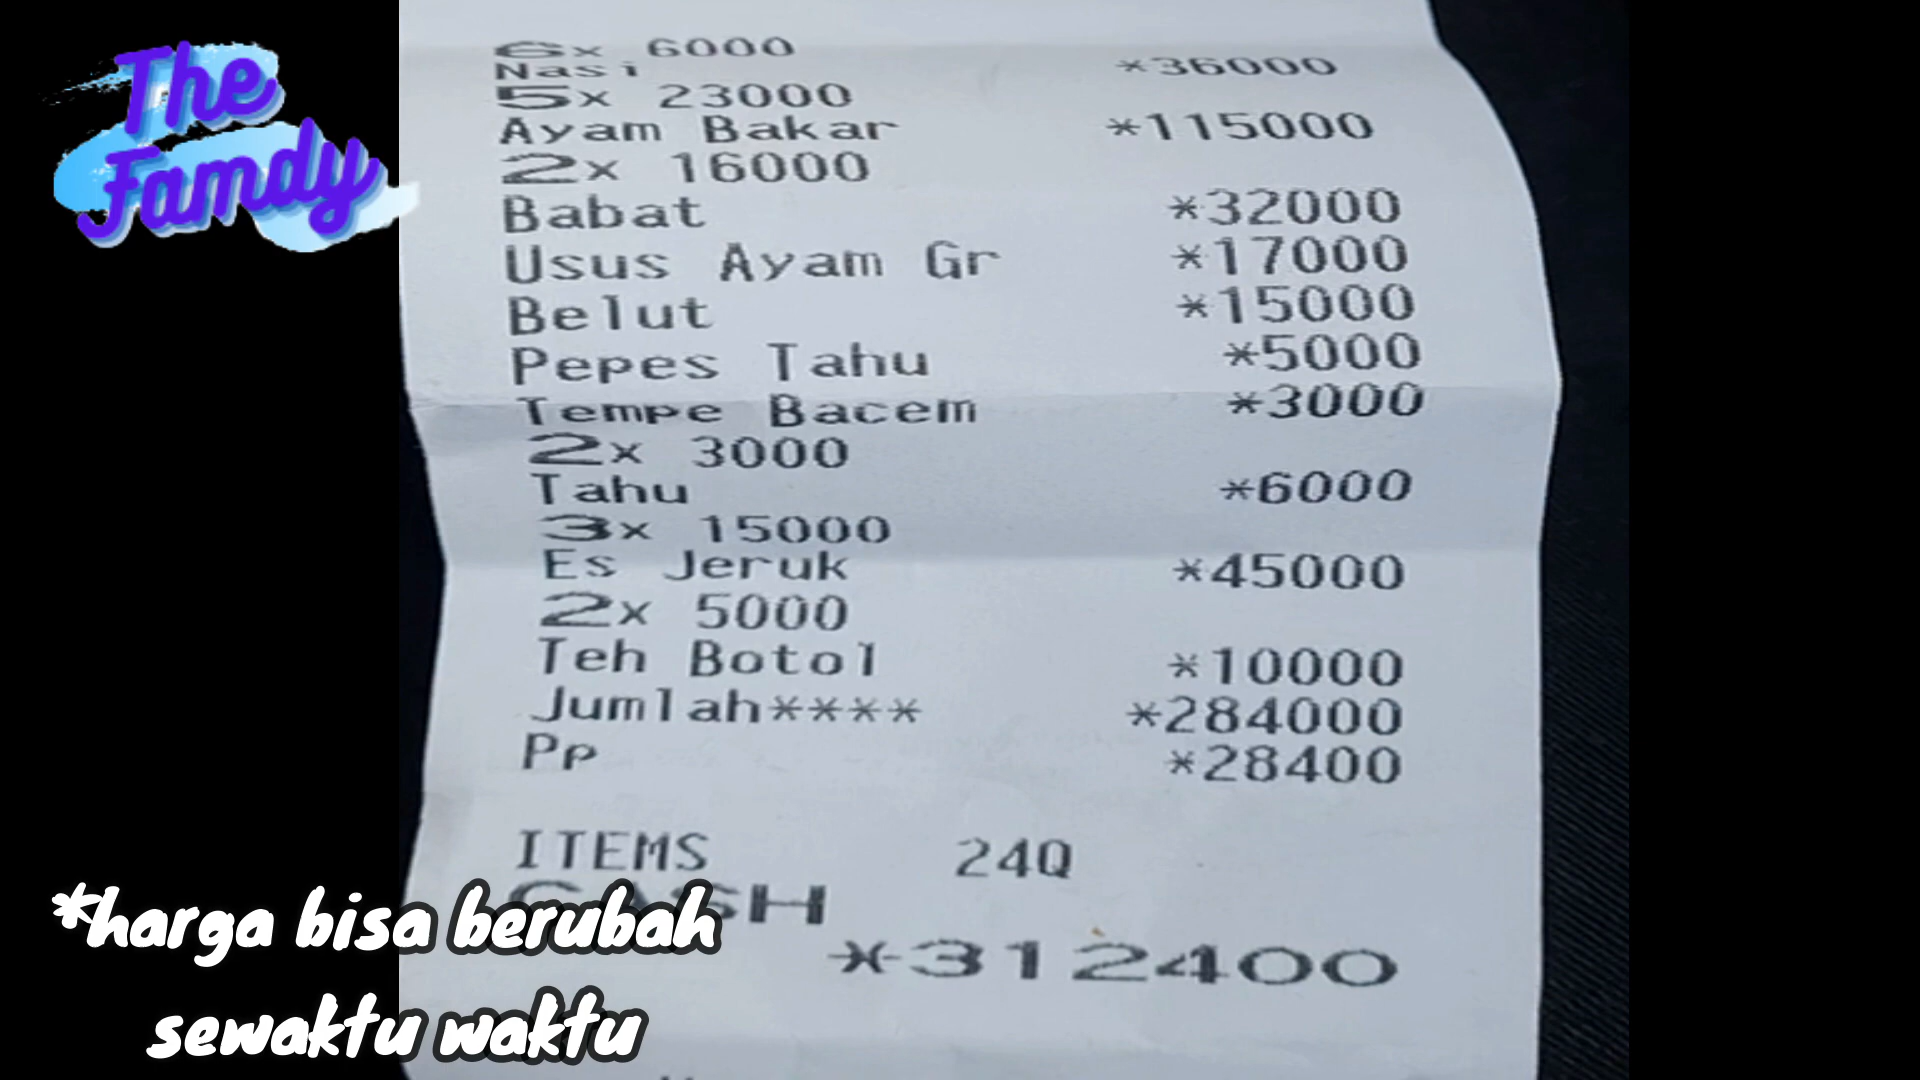 The
Famdy
6x 6000
Nasi *36000
5x 23000
Ayam Bakar *115000
2x 16000
Babat *32000
Usus Ayam Gr *17000
Belut *15000
Pepes Tahu *5000
Tempe Bacem *3000
2x 3000
Tahu *6000
3x 15000
Es Jeruk *45000
2x 5000
Teh Botol *10000
Jumlah**** *284000
Pp *28400
ITEMS 24Q
CASH
*312400
*harga bisa berubah
sewaktu waktu